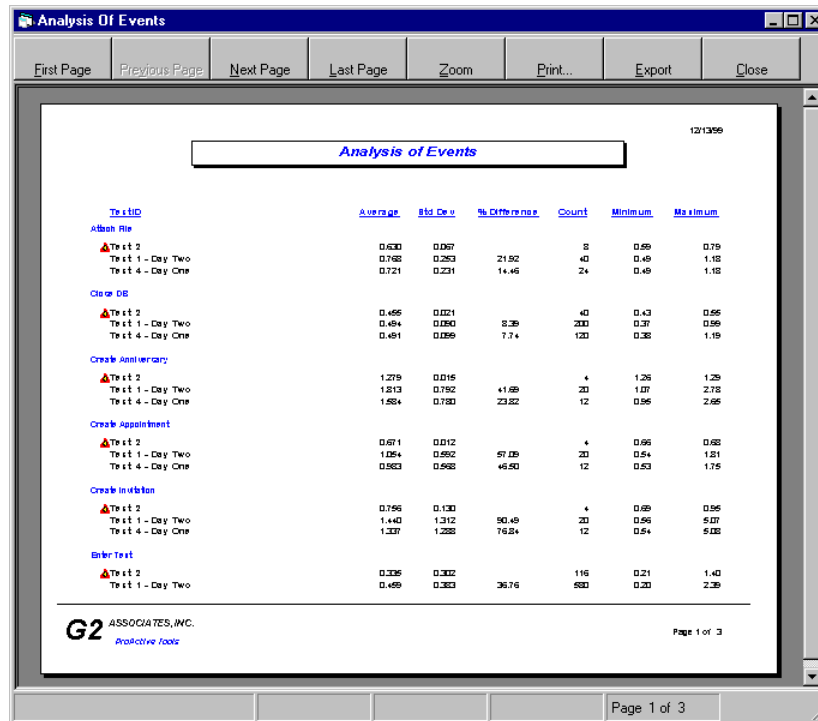 Analysis Of Events
First Page Previous Page Next Page Last Page Zoom Print... Export Close
12/13/99
Analysis of Events
TestID Average Std Dev % Difference Count Minimum Maximum
Attach File
Test 2 0.630 0.067 8 0.59 0.79
Test 1 - Day Two 0.768 0.253 21.92 40 0.49 1.18
Test 4 - Day One 0.721 0.231 14.46 24 0.49 1.18
Close DB
Test 2 0.455 0.021 40 0.43 0.55
Test 1 - Day Two 0.494 0.090 8.39 200 0.37 0.99
Test 4 - Day One 0.491 0.099 7.74 120 0.38 1.19
Create Anniversary
Test 2 1.279 0.015 4 1.26 1.29
Test 1 - Day Two 1.813 0.792 41.69 20 1.07 2.78
Test 4 - Day One 1.584 0.780 23.82 12 0.95 2.65
Create Appointment
Test 2 0.671 0.012 4 0.66 0.68
Test 1 - Day Two 1.054 0.592 57.09 20 0.54 1.81
Test 4 - Day One 0.983 0.568 46.50 12 0.53 1.75
Create Invitation
Test 2 0.756 0.130 4 0.69 0.95
Test 1 - Day Two 1.440 1.312 90.49 20 0.56 5.07
Test 4 - Day One 1.337 1.288 76.84 12 0.54 5.08
Enter Text
Test 2 0.335 0.302 116 0.21 1.40
Test 1 - Day Two 0.459 0.383 36.76 580 0.20 2.39
G2 ASSOCIATES, INC.
ProActive Tools
Page 1 of 3
Page 1 of 3